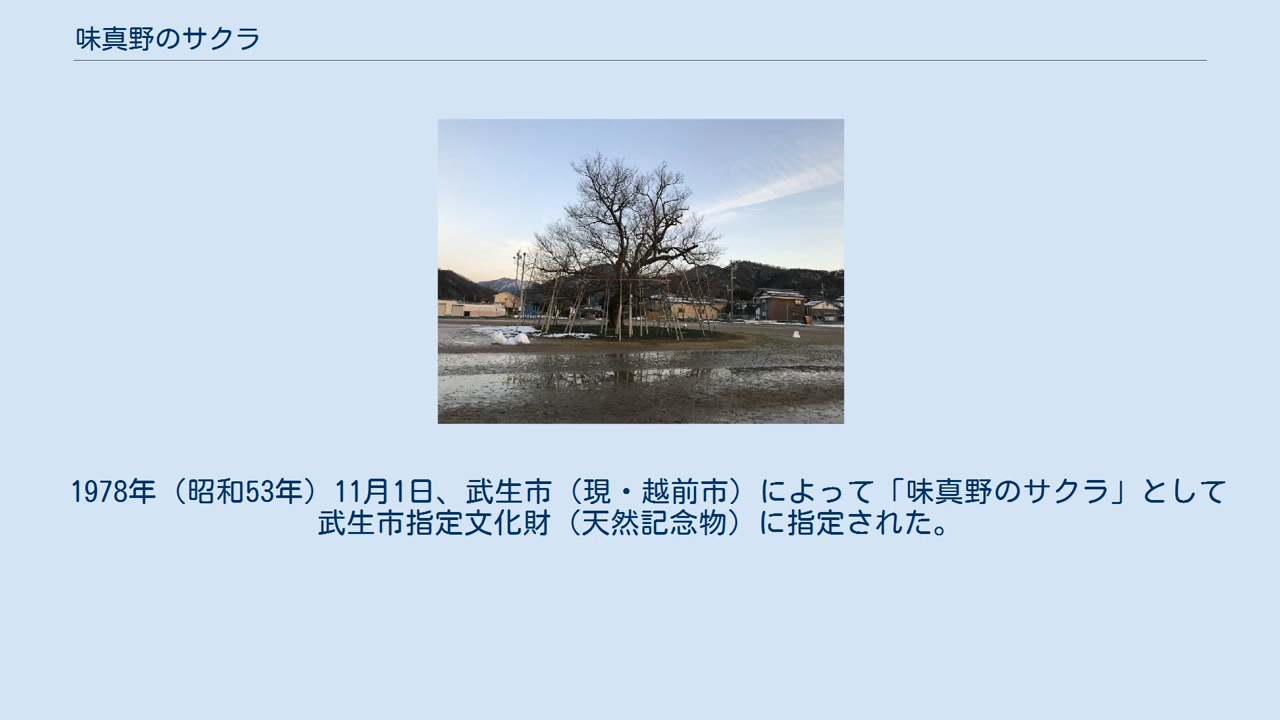 味真野のサクラ
1978年（昭和53年）11月1日、武生市（現・越前市）によって「味真野のサクラ」として
武生市指定文化財（天然記念物）に指定された。